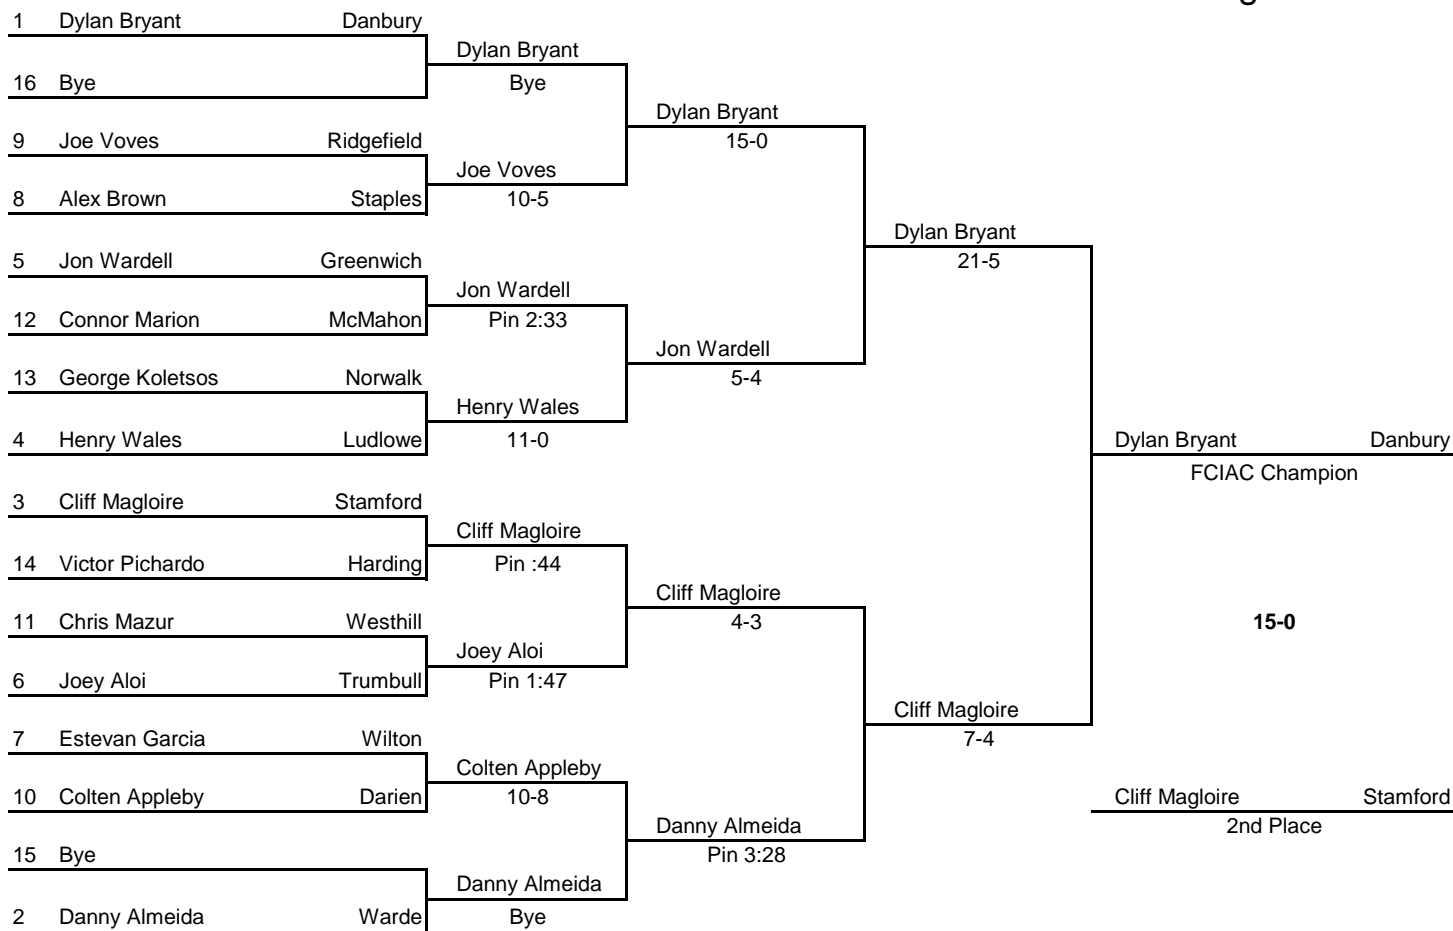 1 Dylan Bryant Danbury
Dylan Bryant
16 Bye
Bye
Dylan Bryant
15-0
9 Joe Voves Ridgefield
Joe Voves
8 Alex Brown Staples
10-5
Dylan Bryant
21-5
5 Jon Wardell Greenwich
Jon Wardell
12 Connor Marion McMahon
Pin 2:33
Jon Wardell
5-4
13 George Koletsos Norwalk
Henry Wales
4 Henry Wales Ludlowe
11-0
Dylan Bryant Danbury
FCIAC Champion
3 Cliff Magloire Stamford
Cliff Magloire
14 Victor Pichardo Harding
Pin :44
Cliff Magloire
4-3
11 Chris Mazur Westhill
15-0
Joey Aloi
6 Joey Aloi Trumbull
Pin 1:47
Cliff Magloire
7-4
7 Estevan Garcia Wilton
Colten Appleby
10 Colten Appleby Darien
10-8
Cliff Magloire Stamford
2nd Place
Danny Almeida
Pin 3:28
15 Bye
Danny Almeida
2 Danny Almeida Warde
Bye